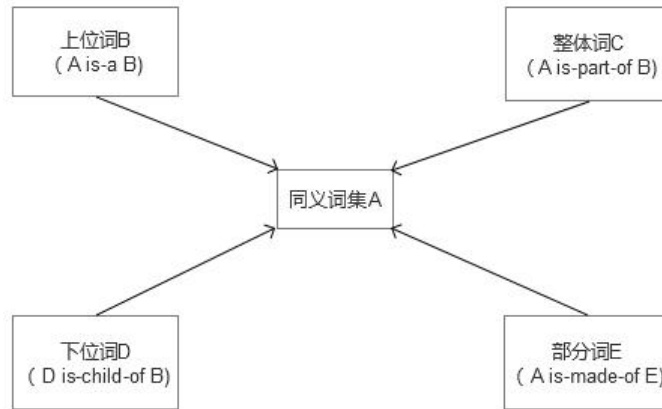 上位词B
( A is-a B)
整体词C
( A is-part-of B)
同义词集A
下位词D
( D is-child-of B)
部分词E
( A is-made-of E)